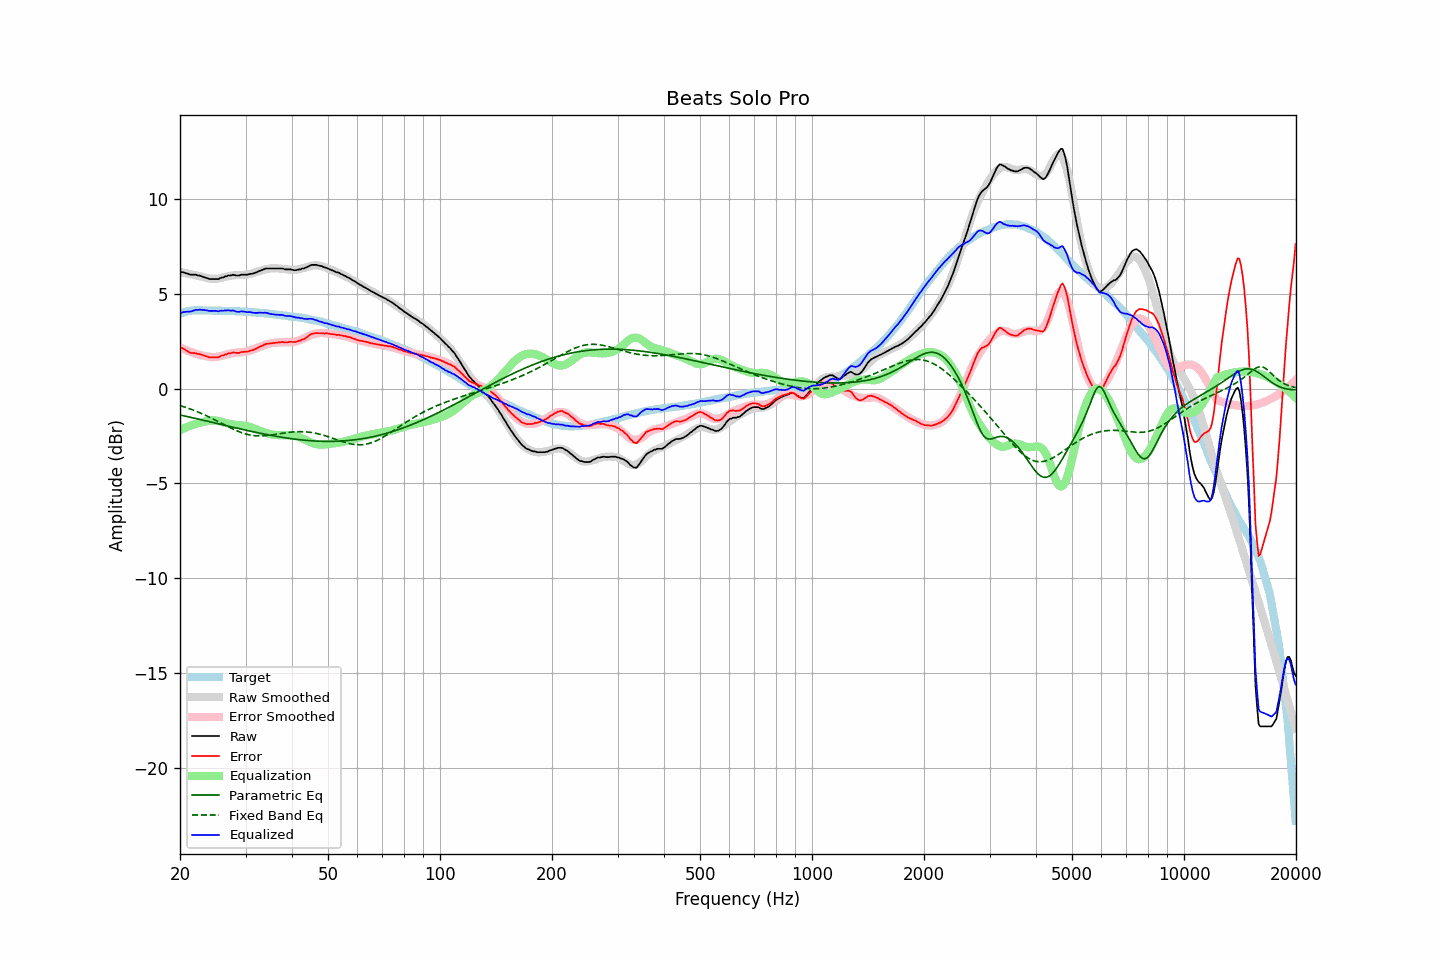 Beats Solo Pro
10
5
0
−5
−10
−15
−20
Amplitude (dBr)
Target
Raw Smoothed
Error Smoothed
Raw
Error
Equalization
Parametric Eq
Fixed Band Eq
Equalized
20 50 100 200 500 1000 2000 5000 10000 20000
Frequency (Hz)